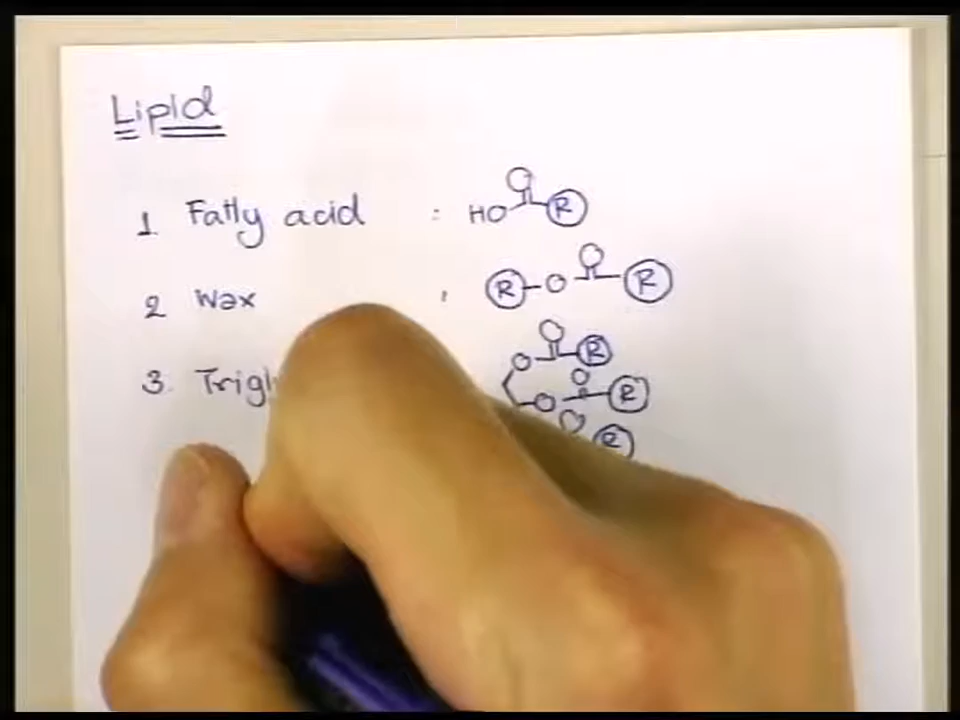 Lipid
1 Fatty acid : HO O R
2 Wax : R O O R
3. Trigl
O O R
O O R
O R